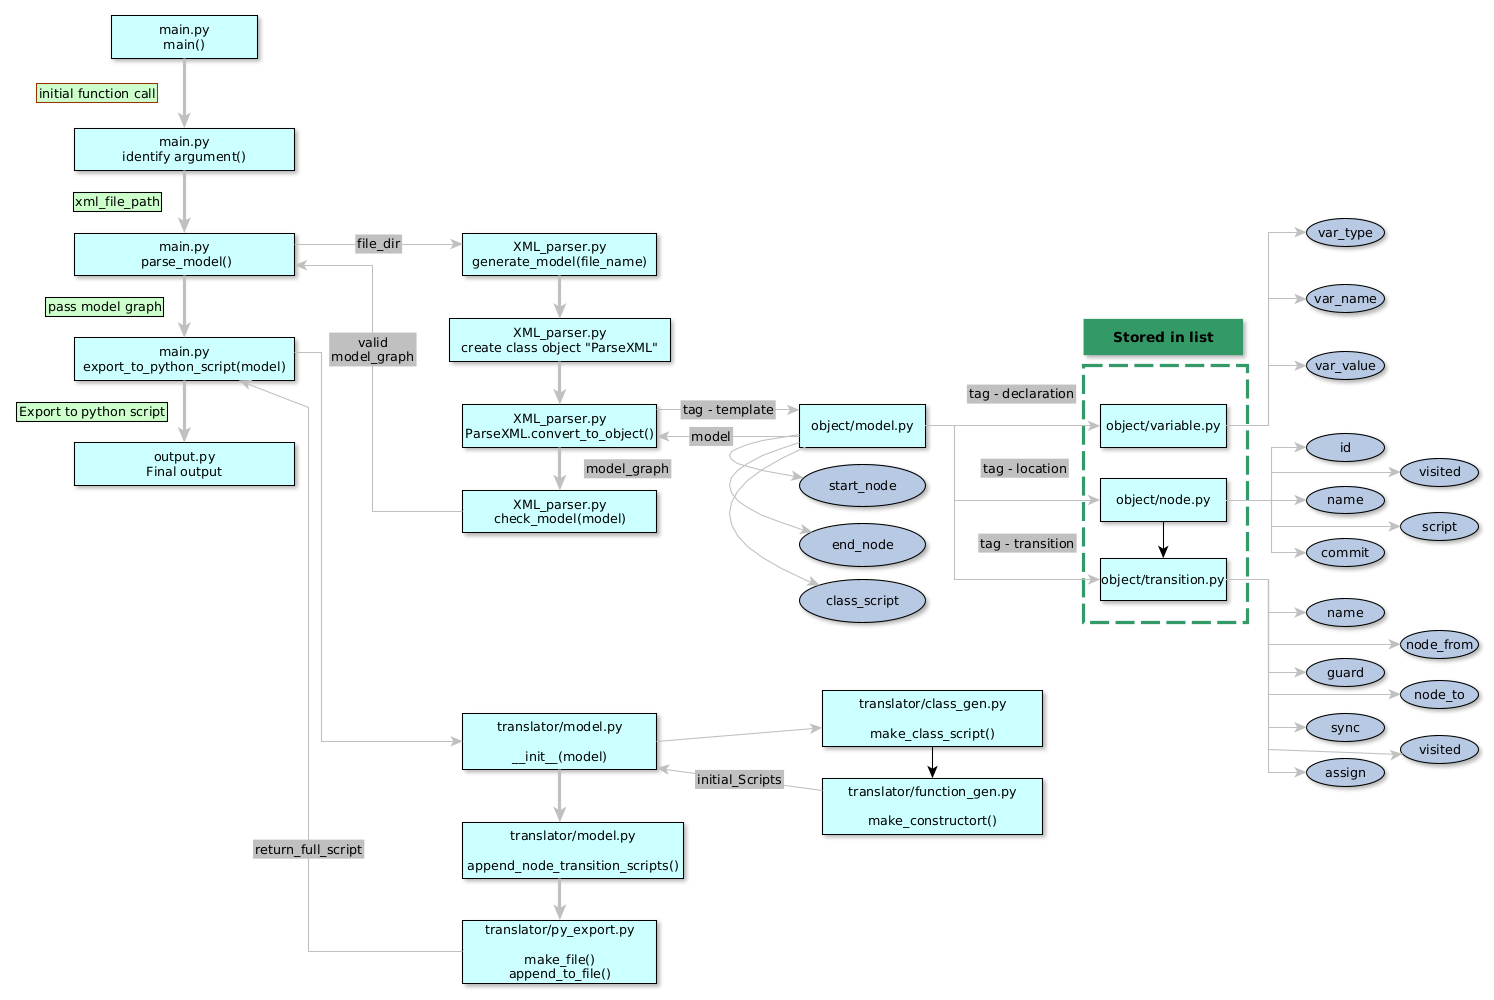 main.py
main()
initial function call
main.py
identify argument()
xml_file_path
main.py
parse_model()
pass model graph
main.py
export_to_python_script(model)
Export to python script
output.py
Final output
file_dir
valid
model_graph
XML_parser.py
generate_model(file_name)
XML_parser.py
create class object "ParseXML"
XML_parser.py
ParseXML.convert_to_object()
model_graph
XML_parser.py
check_model(model)
tag - template
model
object/model.py
start_node
end_node
class_script
tag - declaration
tag - location
tag - transition
Stored in list
object/variable.py
object/node.py
object/transition.py
var_type
var_name
var_value
id
visited
name
script
commit
name
node_from
guard
node_to
sync
visited
assign
translator/model.py
__init__(model)
translator/class_gen.py
make_class_script()
initial_Scripts
translator/function_gen.py
make_constructort()
translator/model.py
append_node_transition_scripts()
return_full_script
translator/py_export.py
make_file()
append_to_file()